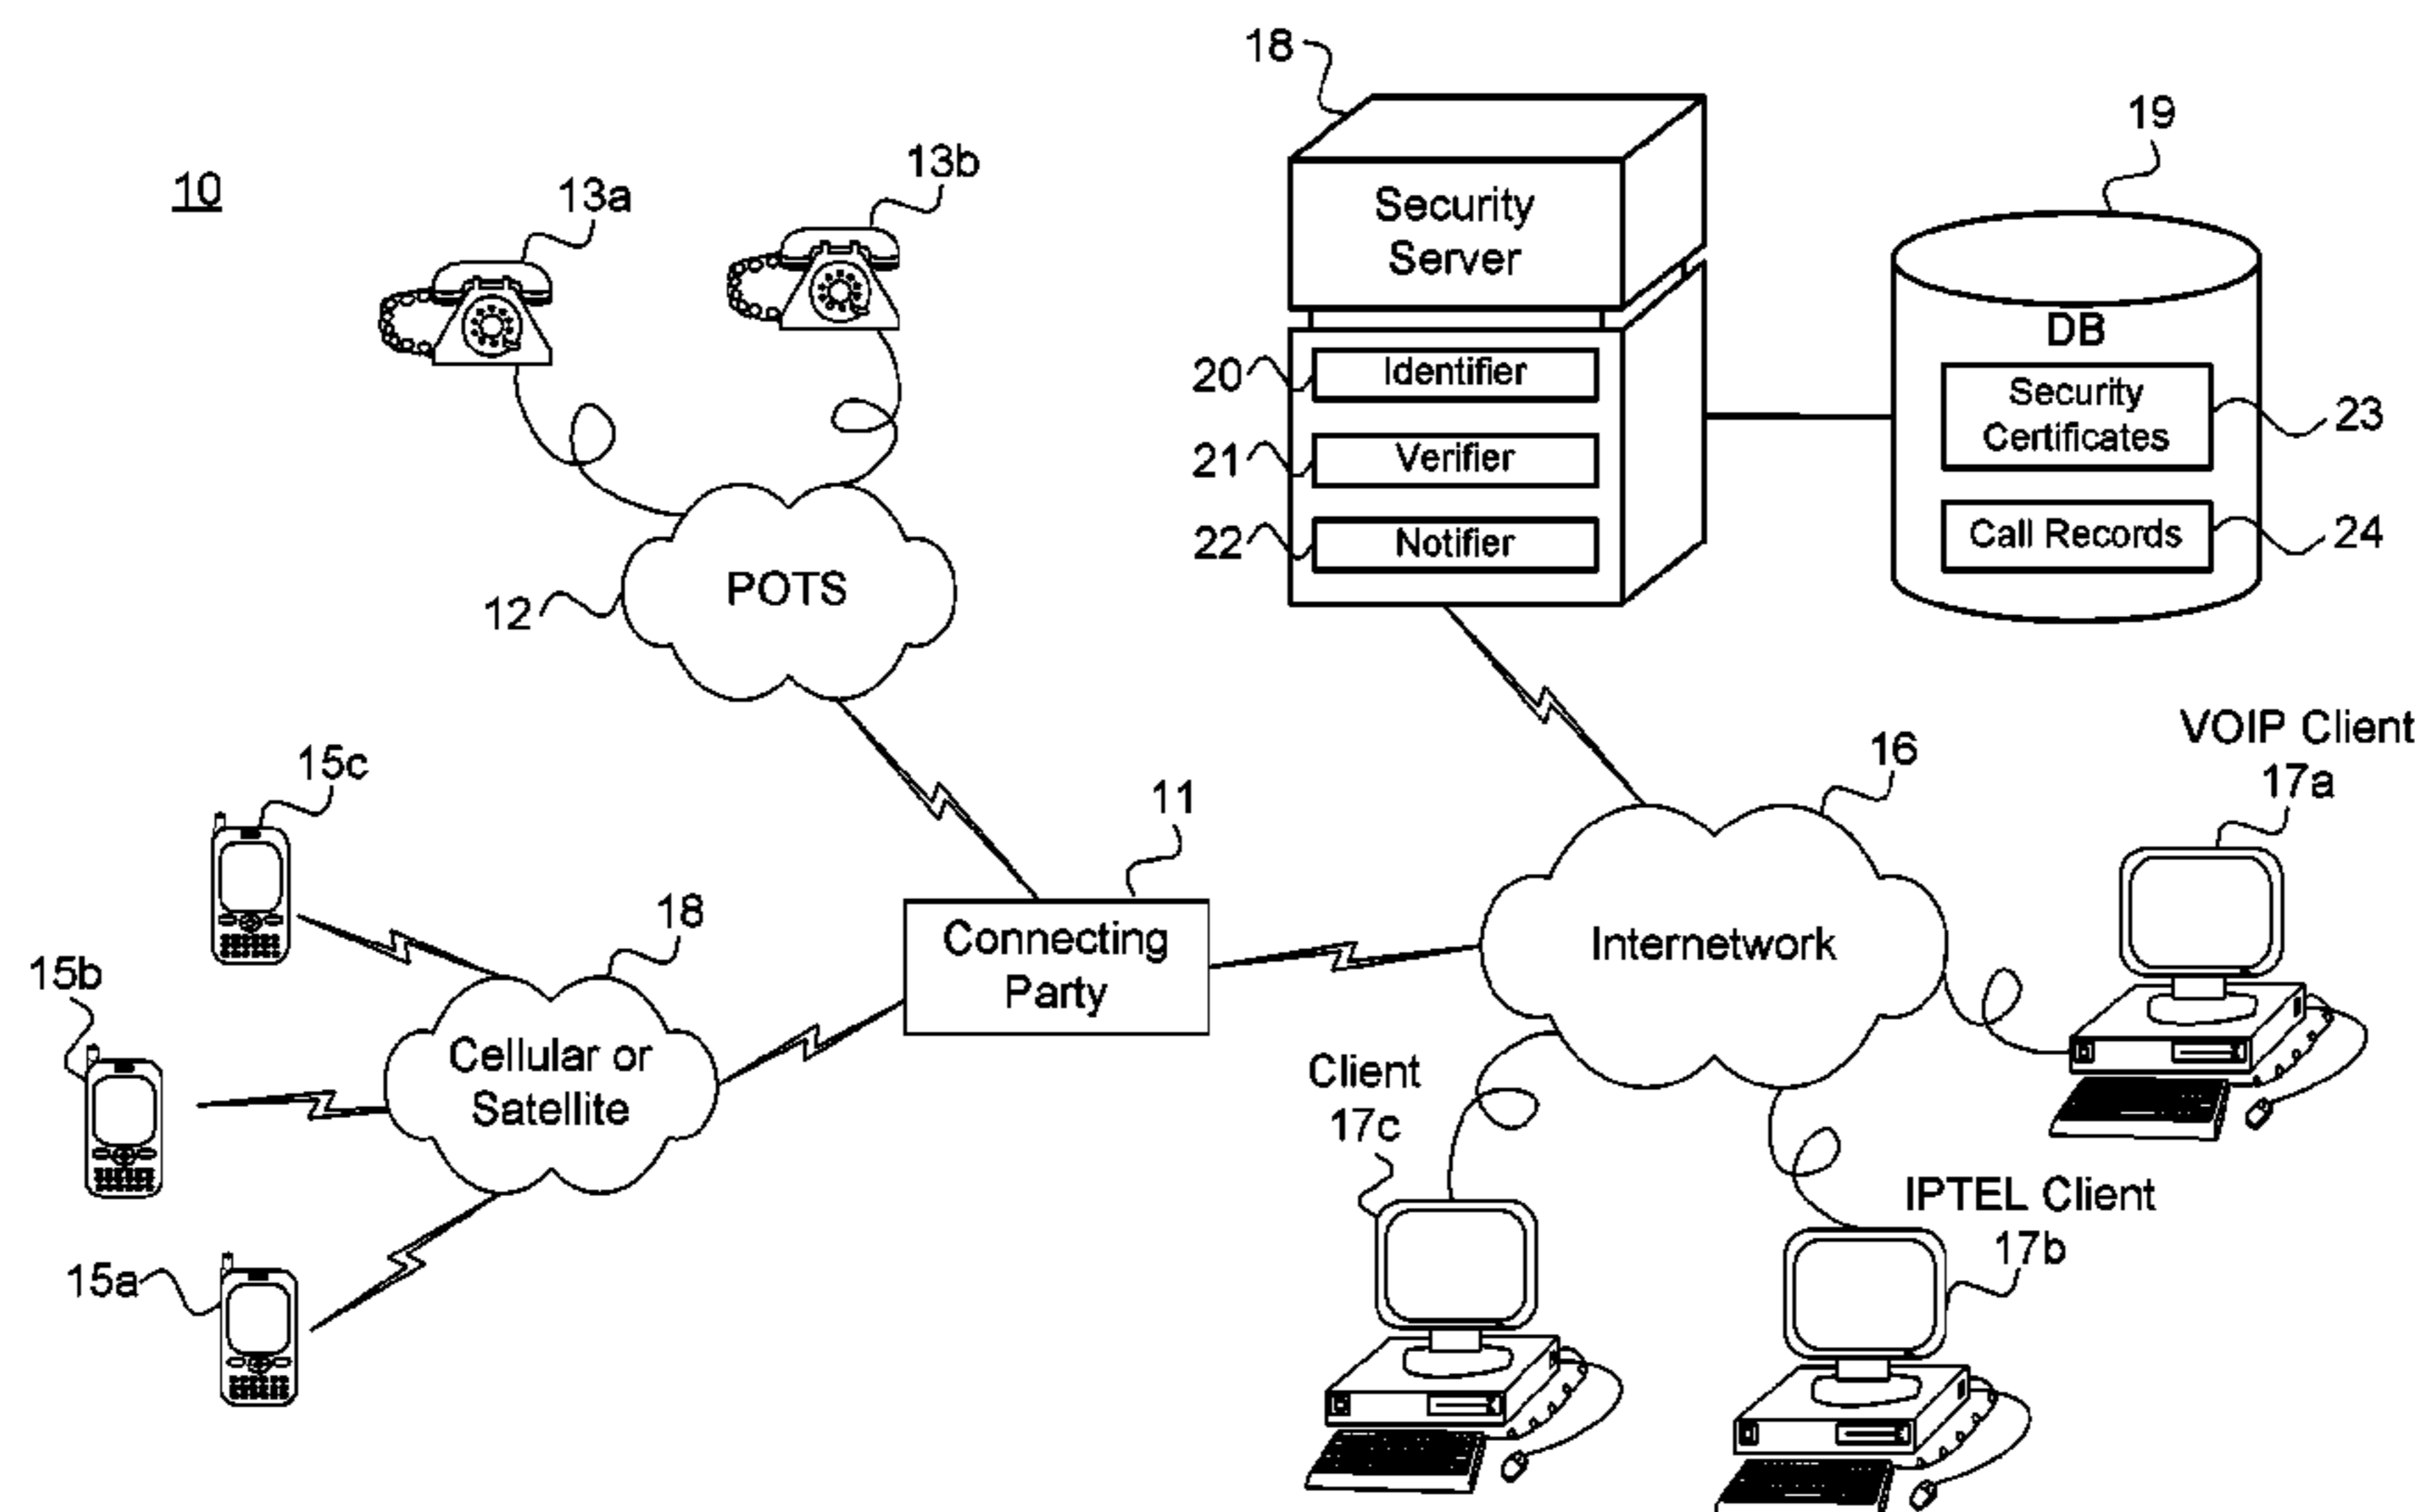 10
13a
13b
18
Security
Server
19
DB
20
Identifier
Security
Certificates
23
21
Verifier
22
Notifier
Call Records
24
POTS
12
VOIP Client
17a
16
15c
11
18
Connecting
Party
Internetwork
15b
Cellular or
Satellite
Client
17c
IPTEL Client
17b
15a